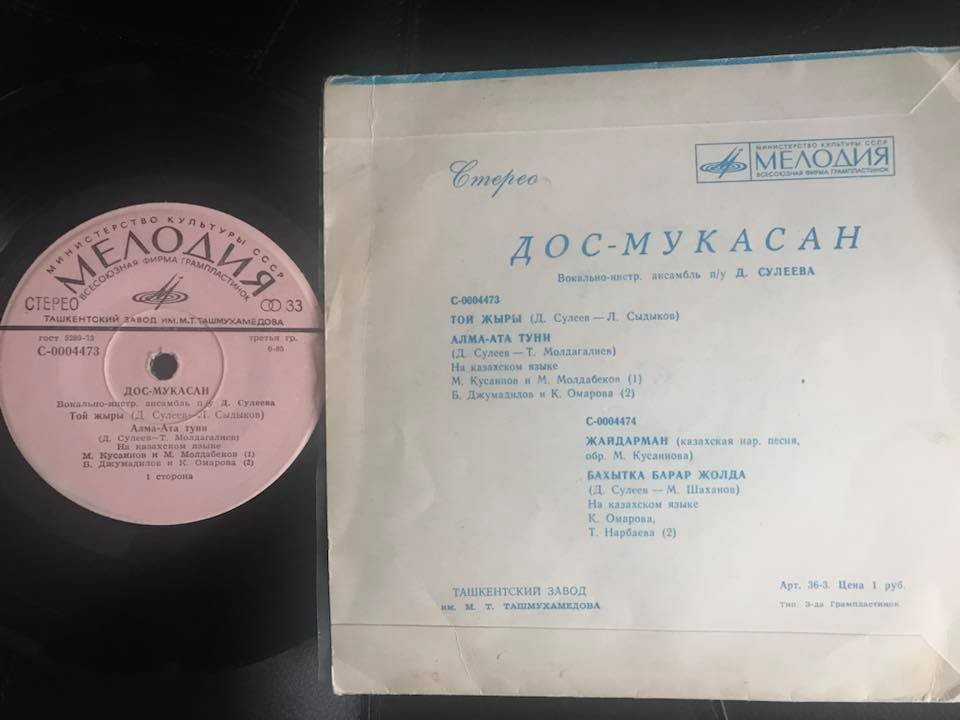 МИНИСТЕРСТВО КУЛЬТУРЫ СССР
МЕЛОДИЯ
ВСЕСОЮЗНАЯ ФИРМА ГРАМПЛАСТИНОК
СТЕРЕО
33
ТАШКЕНТСКИЙ ЗАВОД ИМ. М.Т.ТАШМУХАМЕДОВА
гост 5289-73
третья гр.
С-0004473
ДОС-МУКАСАН
Вокально-инстр. ансамбль п/у Д. Сулеева
Той жыры (Д. Сулеев—Л. Сыдыков)
Алма-Ата туни
(Д. Сулеев—Т. Молдагалиев)
На казахском языке
М. Кусаинов и М. Молдабеков (1)
Б. Джумадилов и К. Омарова (2)
1 сторона
Стерео
МИНИСТЕРСТВО КУЛЬТУРЫ СССР
МЕЛОДИЯ
ВСЕСОЮЗНАЯ ФИРМА ГРАМПЛАСТИНОК
ДОС-МУКАСАН
Вокально-инстр. ансамбль п/у Д. СУЛЕЕВА
С-0004473
ТОЙ ЖЫРЫ (Д. Сулеев — Л. Сыдыков)
АЛМА-АТА ТУНИ
(Д. Сулеев — Т. Молдагалиев)
На казахском языке
М. Кусаинов и М. Молдабеков (1)
Б. Джумадилов и К. Омарова (2)
С-0004474
ЖАЙДАРМАН (казахская нар. песня,
обр. М. Кусаинова)
БАХЫТКА БАРАР ЖОЛДА
(Д. Сулеев — М. Шаханов)
На казахском языке
К. Омарова,
Т. Нарбаева (2)
ТАШКЕНТСКИЙ ЗАВОД
им. М. Т. ТАШМУХАМЕДОВА
Арт. 36-3. Цена 1 руб.
тип. З-да Грампластинок